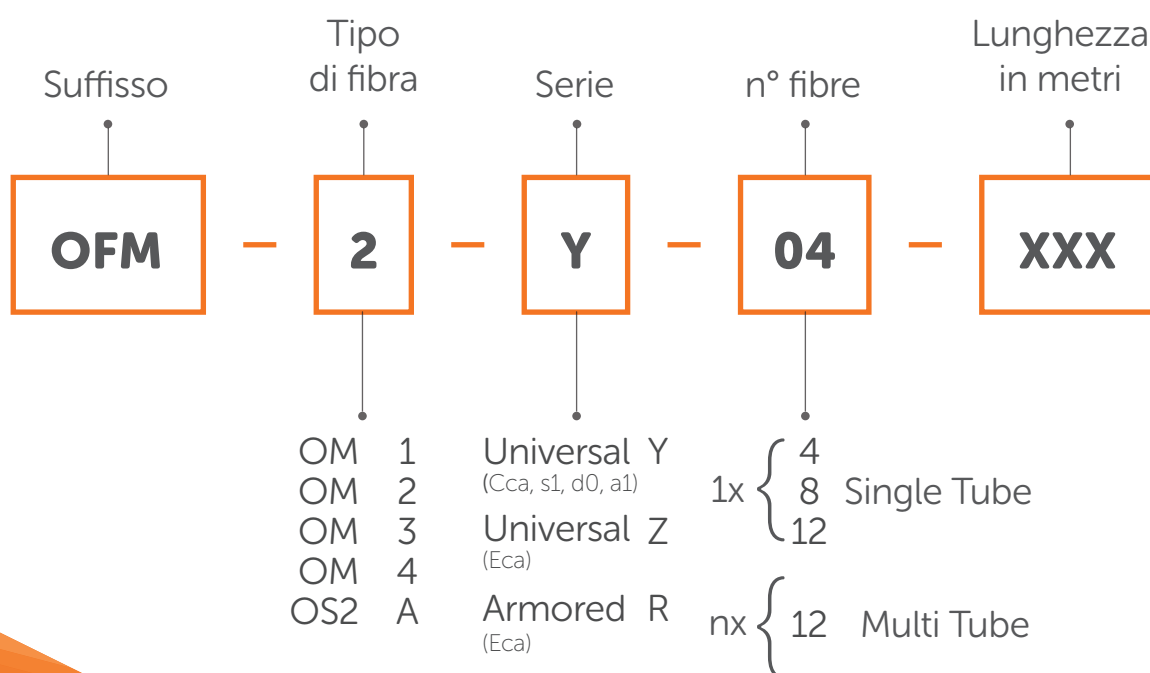 Suffisso
Tipo
di fibra
Serie
n° fibre
Lunghezza
in metri
OFM – 2 – Y – 04 – XXX
OM 1
OM 2
OM 3
OM 4
OS2 A
Universal Y
(Cca, s1, d0, a1)
Universal Z
(Eca)
Armored R
(Eca)
1x { 4
8 Single Tube
12
nx { 12 Multi Tube